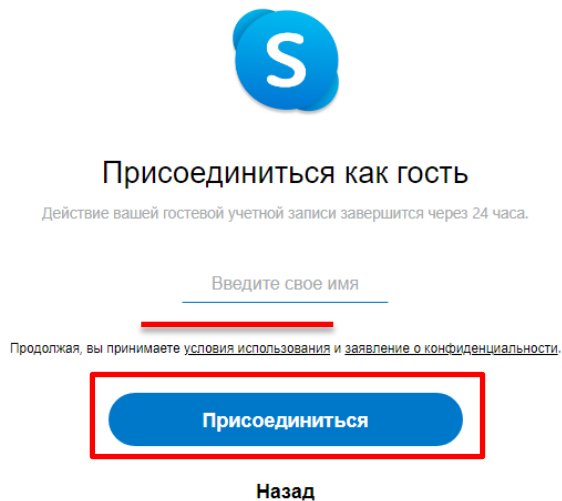 S
Присоединиться как гость
Действие вашей гостевой учетной записи завершится через 24 часа.
Введите свое имя
Продолжая, вы принимаете условия использования и заявление о конфиденциальности.
Присоединиться
Назад